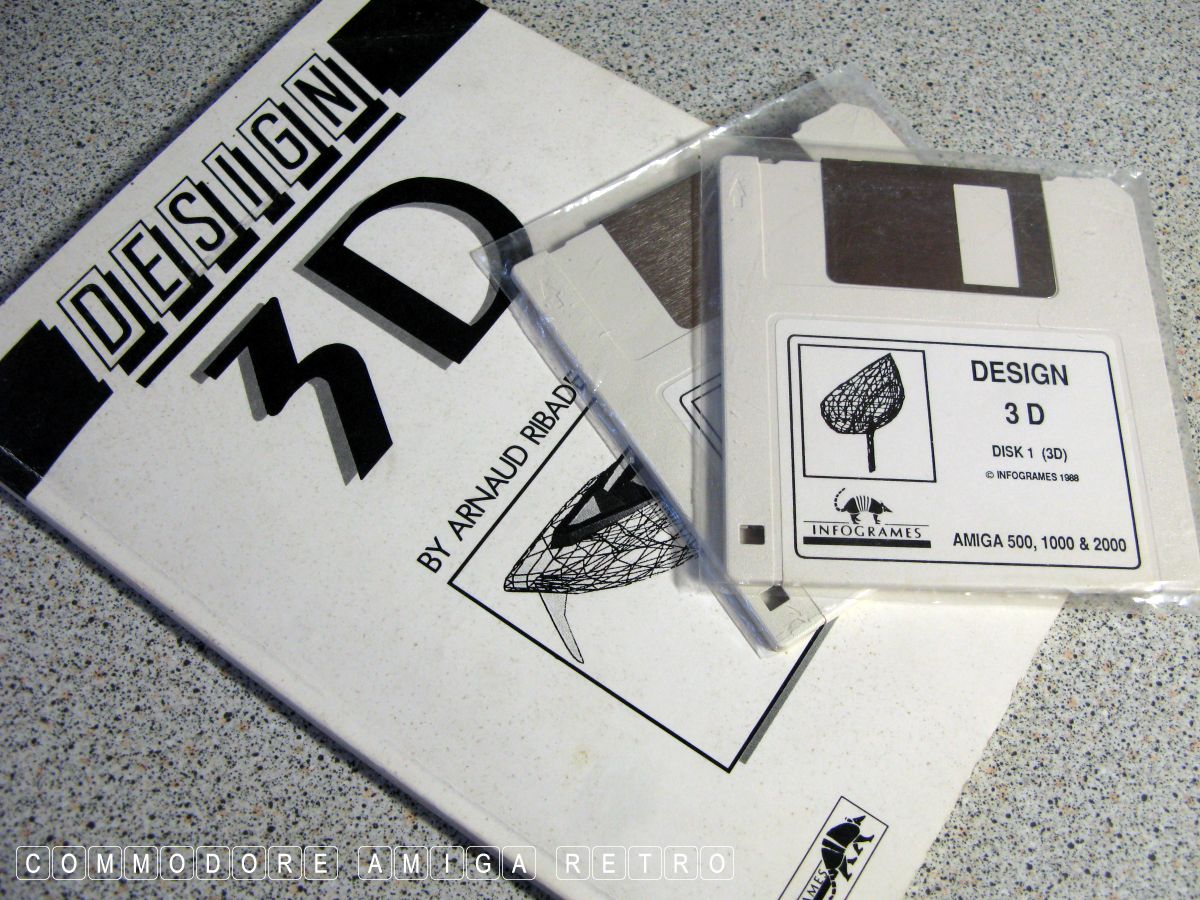 DESIGN
3D
BY ARNAUD
DESIGN
3 D
DISK 1 (3D)
© INFOGRAMES 1988
INFOGRAMES
AMIGA 500, 1000 & 2000
COMMODORE AMIGA RETRO